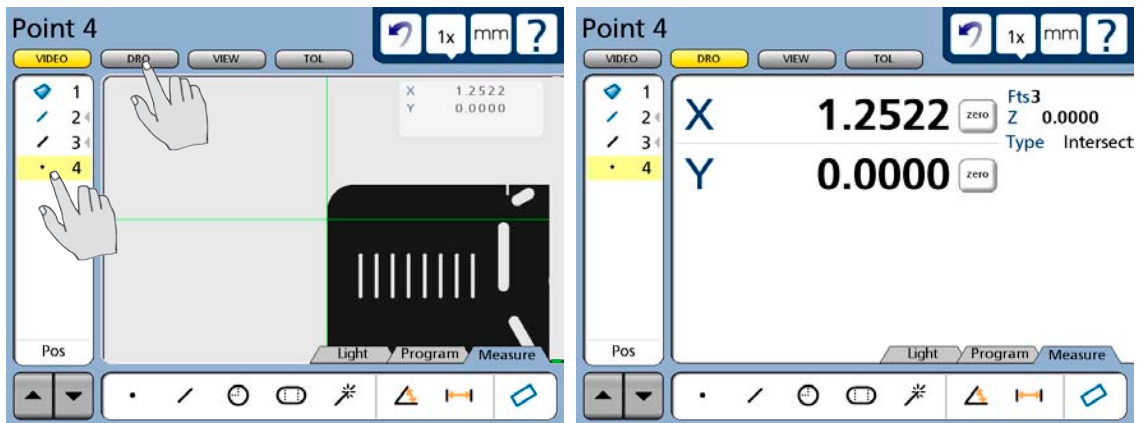 Point 4
1x mm ?
VIDEO DRO VIEW TOL
1
2
3
4
X 1.2522
Y 0.0000
Pos
Light Program Measure
Point 4
1x mm ?
VIDEO DRO VIEW TOL
1
2
3
4
X 1.2522 zero
Y 0.0000 zero
Fts 3
Z 0.0000
Type Intersect
Pos
Light Program Measure